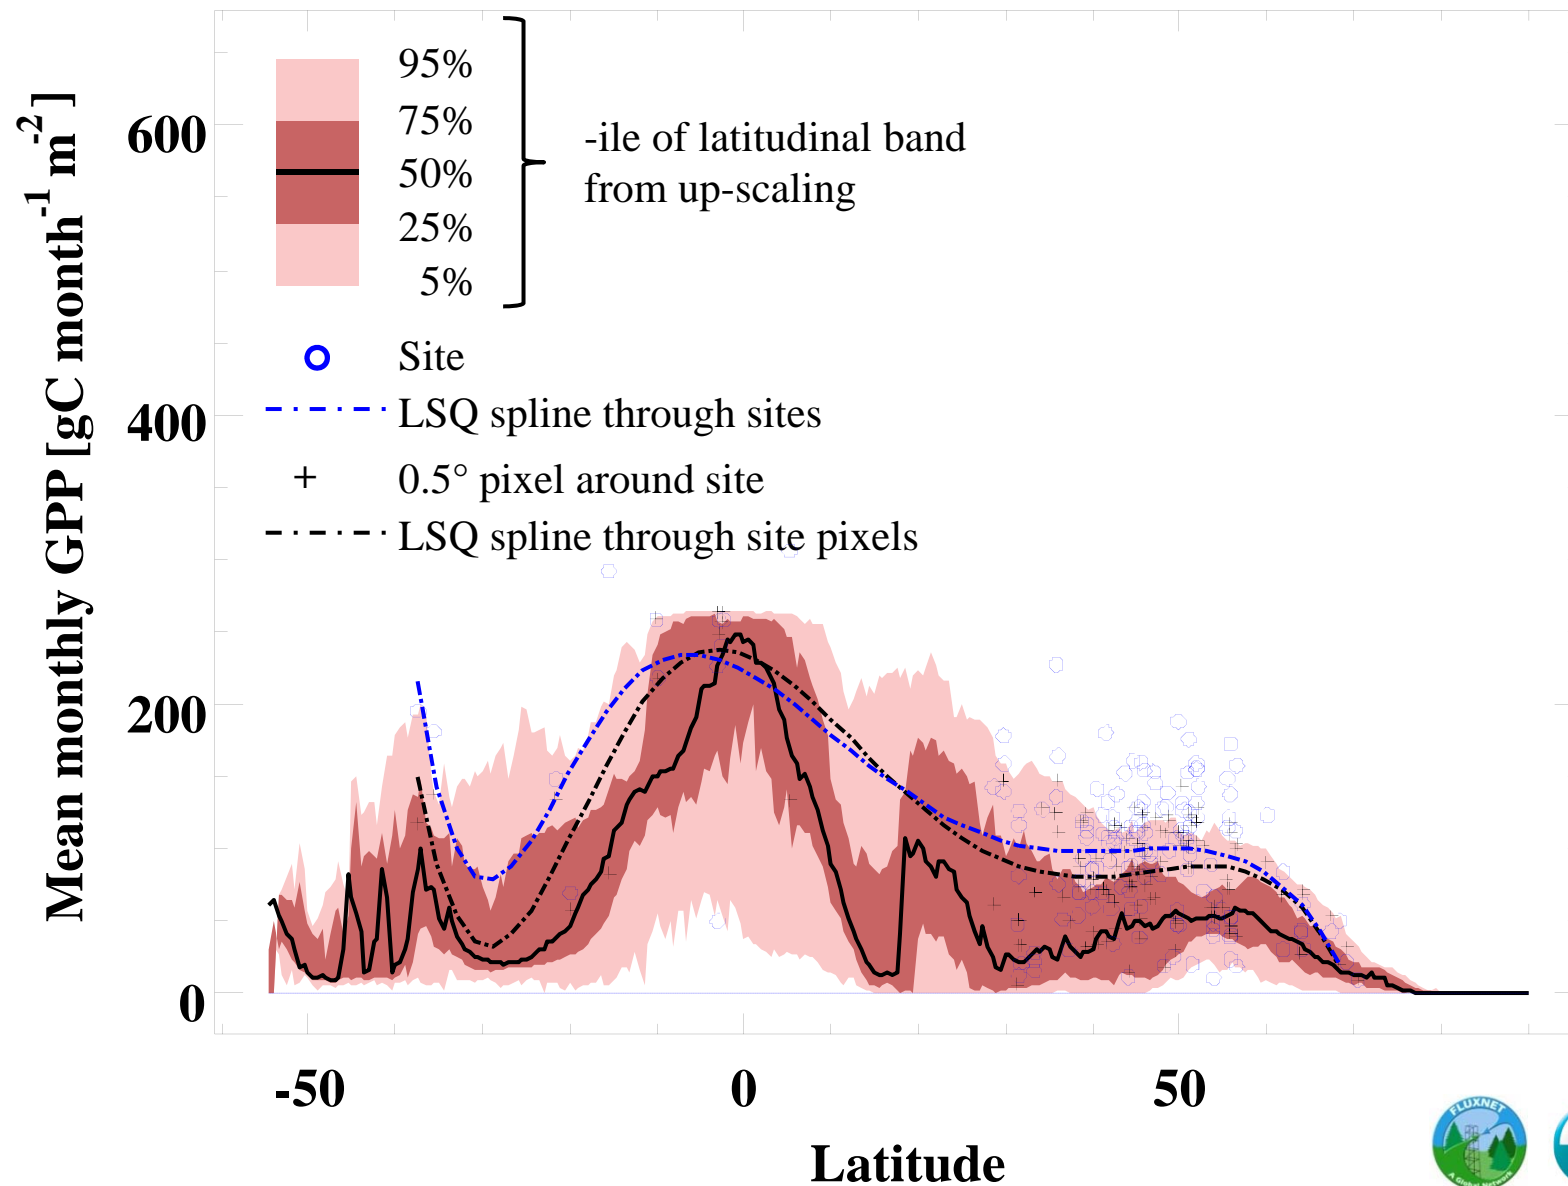 95%
75%
50%
25%
5%
-ile of latitudinal band
from up-scaling
Site
LSQ spline through sites
0.5° pixel around site
LSQ spline through site pixels
Mean monthly GPP [gC month-1 m-2]
600
400
200
0
-50
0
50
Latitude
FLUXNET
A Global Network